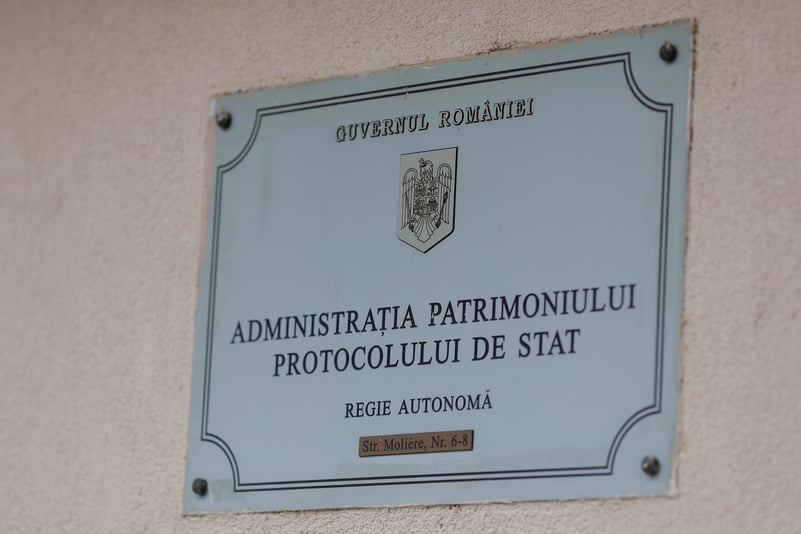 GUVERNUL ROMÂNIEI
ADMINISTRAȚIA PATRIMONIULUI
PROTOCOLULUI DE STAT
REGIE AUTONOMĂ
Str. Molière, Nr. 6-8